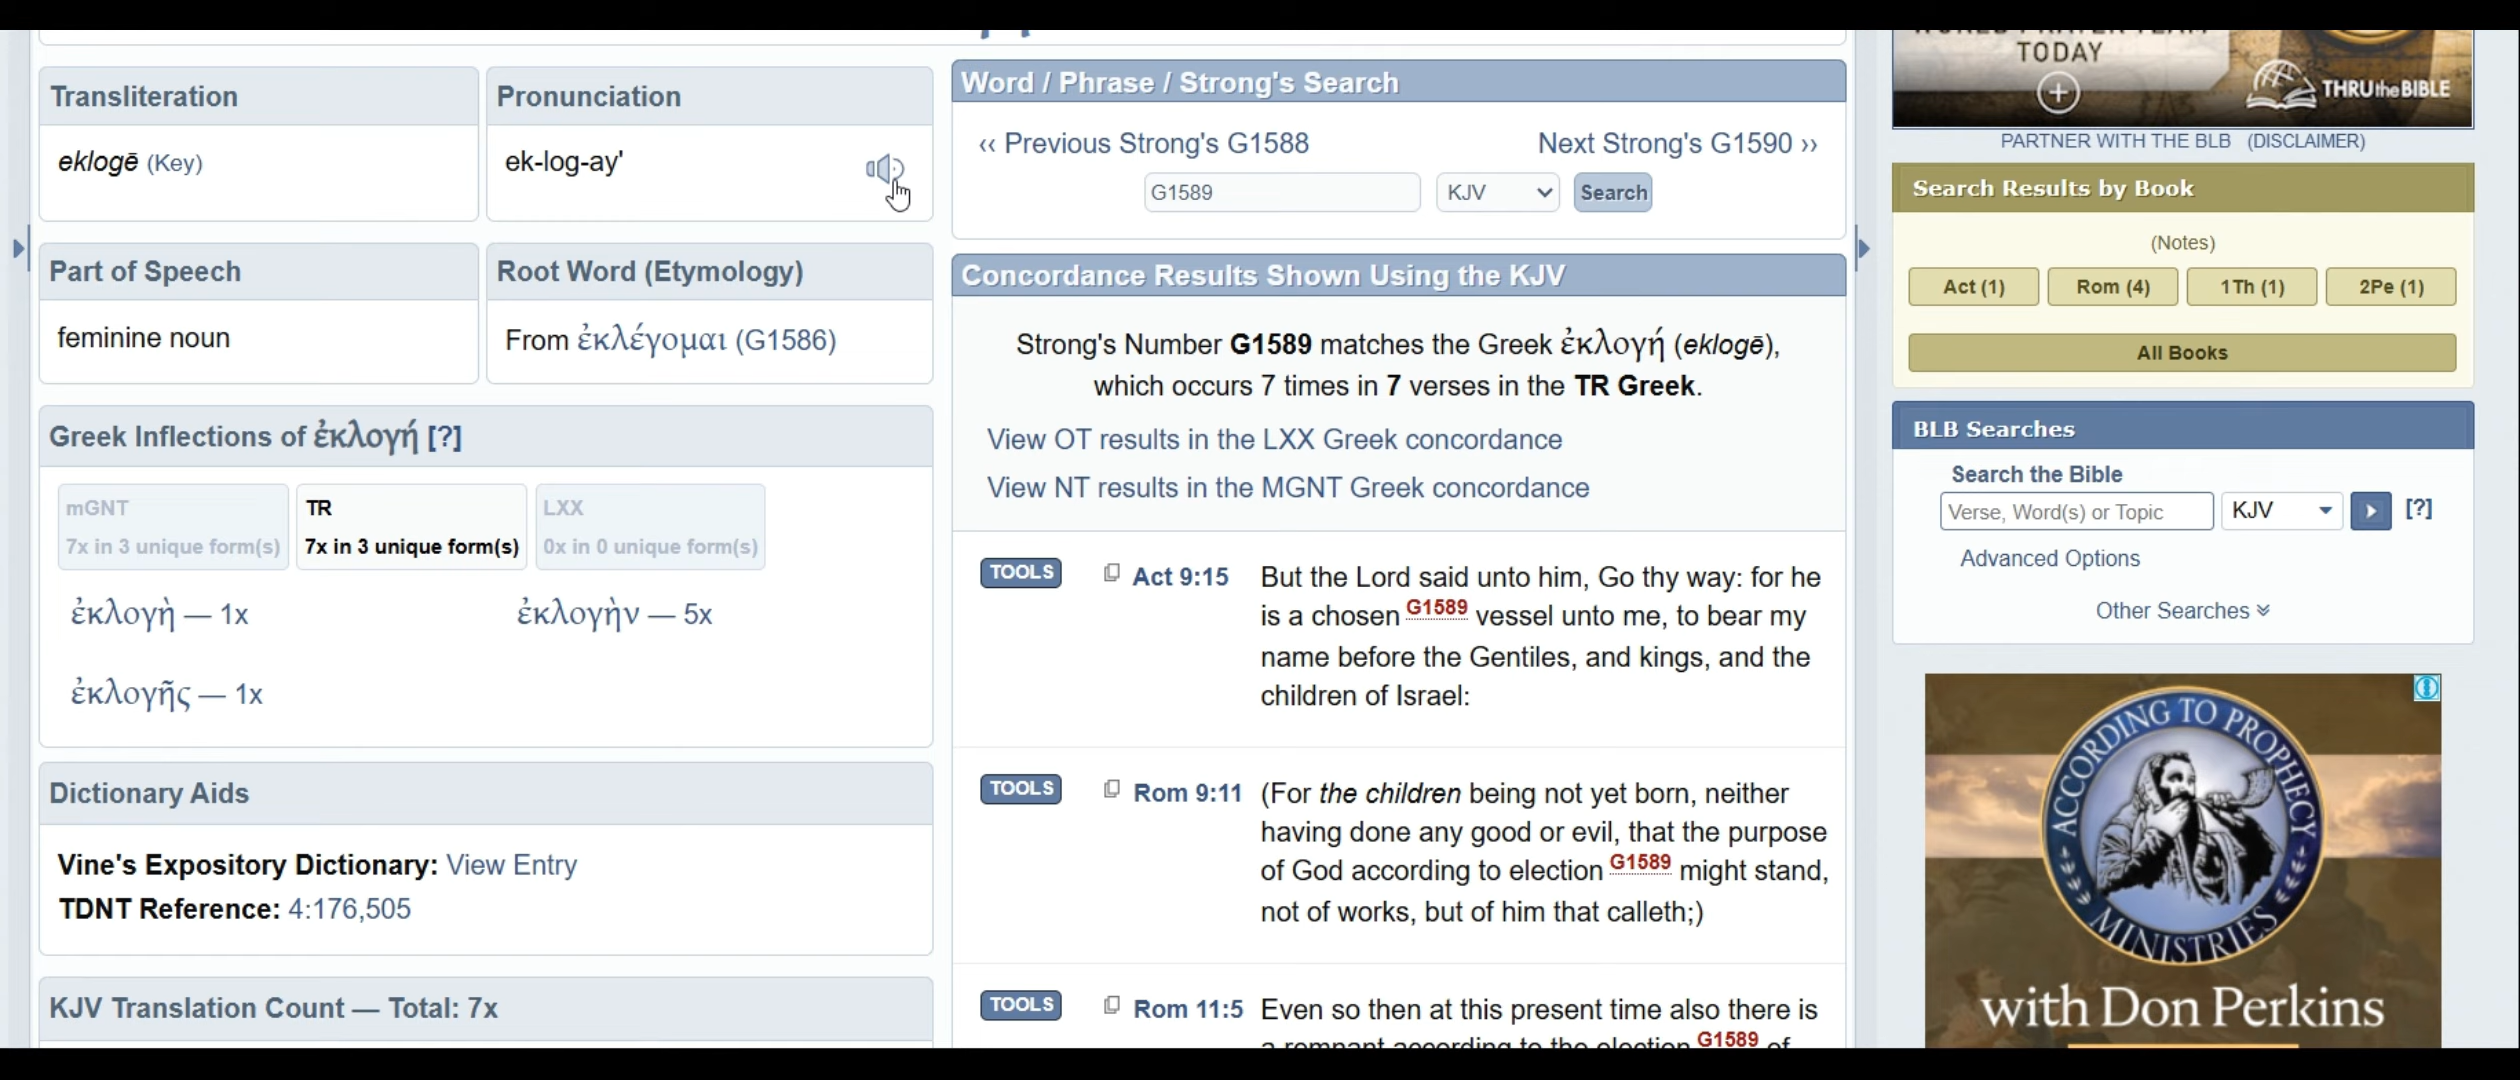 Transliteration
eklogē (Key)
Pronunciation
ek-log-ay'
Part of Speech
feminine noun
Root Word (Etymology)
From ἐκλέγομαι (G1586)
Greek Inflections of ἐκλογή [?]
mGNT
7x in 3 unique form(s)
TR
7x in 3 unique form(s)
LXX
0x in 0 unique form(s)
ἐκλογὴ — 1x
ἐκλογὴν — 5x
ἐκλογῆς — 1x
Dictionary Aids
Vine's Expository Dictionary: View Entry
TDNT Reference: 4:176,505
KJV Translation Count — Total: 7x
Word / Phrase / Strong's Search
‹‹ Previous Strong's G1588
Next Strong's G1590 ››
G1589
KJV
Search
Concordance Results Shown Using the KJV
Strong's Number G1589 matches the Greek ἐκλογή (eklogē),
which occurs 7 times in 7 verses in the TR Greek.
View OT results in the LXX Greek concordance
View NT results in the MGNT Greek concordance
TOOLS
Act 9:15
But the Lord said unto him, Go thy way: for he
is a chosen G1589 vessel unto me, to bear my
name before the Gentiles, and kings, and the
children of Israel:
TOOLS
Rom 9:11
(For the children being not yet born, neither
having done any good or evil, that the purpose
of God according to election G1589 might stand,
not of works, but of him that calleth;)
TOOLS
Rom 11:5
Even so then at this present time also there is
a remnant according to the election G1589 of
TODAY
THRU the BIBLE
PARTNER WITH THE BLB (DISCLAIMER)
Search Results by Book
(Notes)
Act (1)
Rom (4)
1Th (1)
2Pe (1)
All Books
BLB Searches
Search the Bible
Verse, Word(s) or Topic
KJV
[?]
Advanced Options
Other Searches
ACCORDING TO PROPHECY
MINISTRIES
with Don Perkins